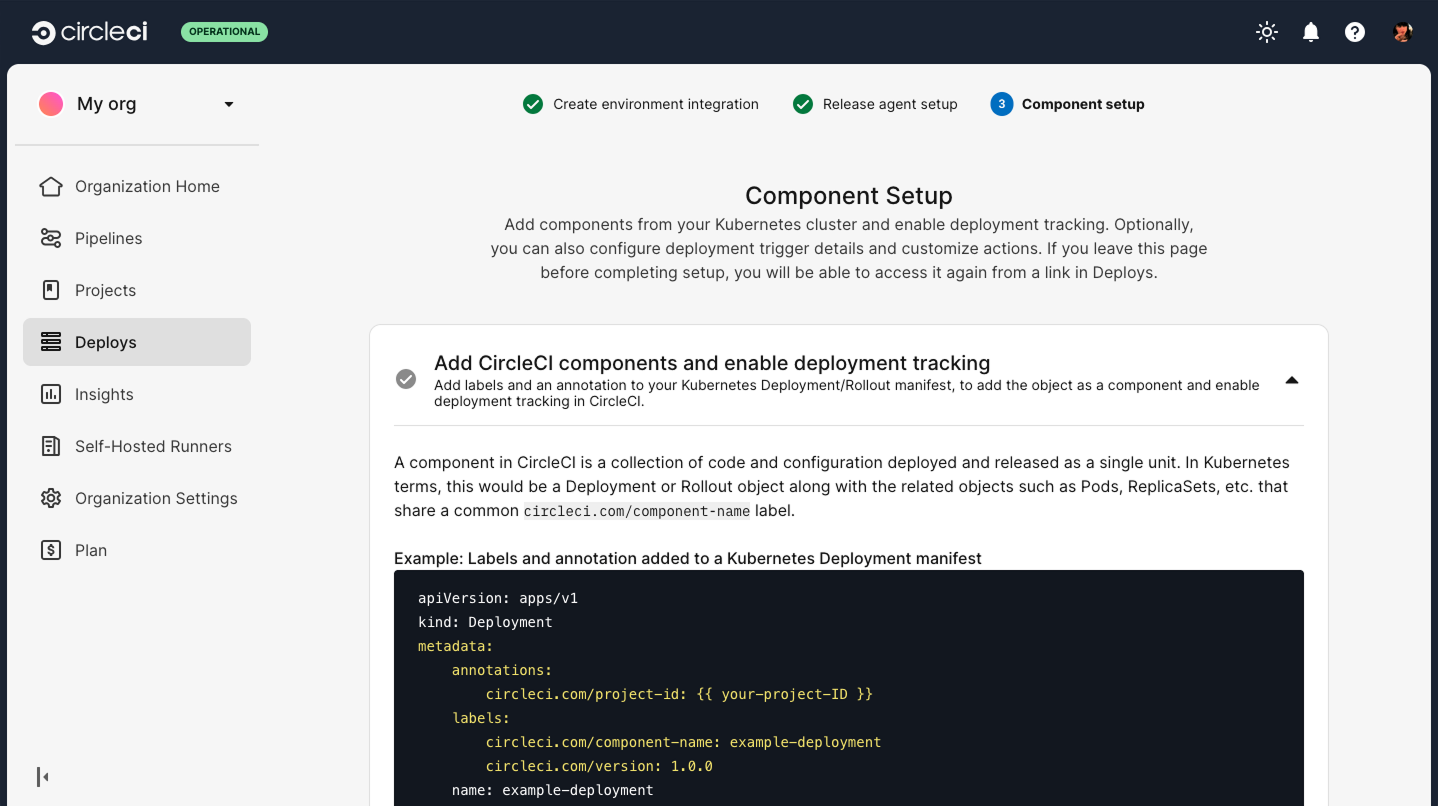 circleci
OPERATIONAL
My org
Create environment integration
Release agent setup
3
Component setup
Organization Home
Pipelines
Projects
Deploys
Insights
Self-Hosted Runners
Organization Settings
Plan
Component Setup
Add components from your Kubernetes cluster and enable deployment tracking. Optionally,
you can also configure deployment trigger details and customize actions. If you leave this page
before completing setup, you will be able to access it again from a link in Deploys.
Add CircleCI components and enable deployment tracking
Add labels and an annotation to your Kubernetes Deployment/Rollout manifest, to add the object as a component and enable
deployment tracking in CircleCI.
A component in CircleCI is a collection of code and configuration deployed and released as a single unit. In Kubernetes
terms, this would be a Deployment or Rollout object along with the related objects such as Pods, ReplicaSets, etc. that
share a common circleci.com/component-name label.
Example: Labels and annotation added to a Kubernetes Deployment manifest
apiVersion: apps/v1
kind: Deployment
metadata:
annotations:
circleci.com/project-id: {{ your-project-ID }}
labels:
circleci.com/component-name: example-deployment
circleci.com/version: 1.0.0
name: example-deployment